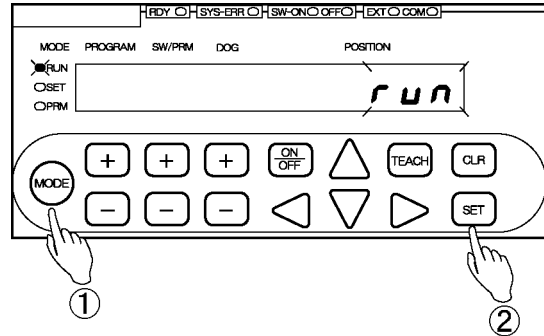 RDY SYS-ERR SW-ON OFF EXT COM
MODE PROGRAM SW/PRM DOG POSITION
RUN
SET
PRM
run
+ + + ON/OFF TEACH CLR
MODE
− − − SET
① ②